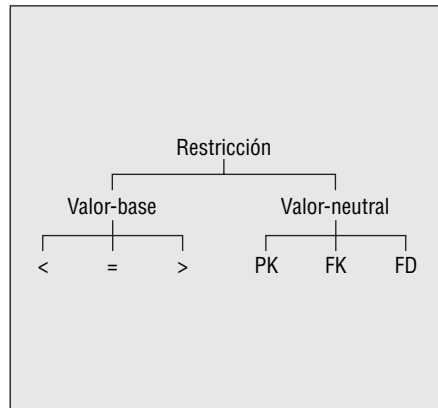 Restricción
Valor-base Valor-neutral
< = > PK FK FD